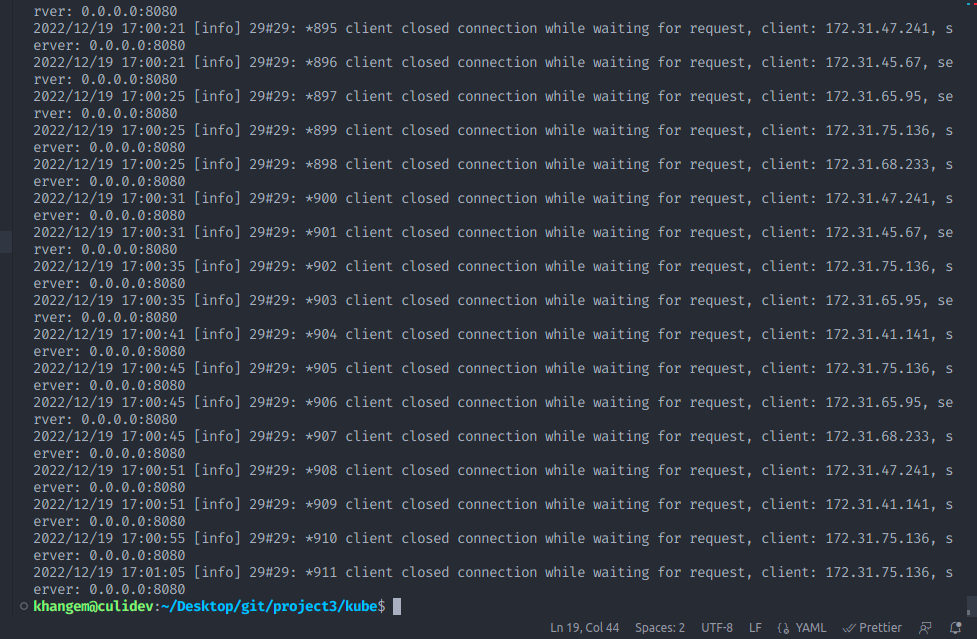 rver: 0.0.0.0:8080
2022/12/19 17:00:21 [info] 29#29: *895 client closed connection while waiting for request, client: 172.31.47.241, s
erver: 0.0.0.0:8080
2022/12/19 17:00:21 [info] 29#29: *896 client closed connection while waiting for request, client: 172.31.45.67, se
rver: 0.0.0.0:8080
2022/12/19 17:00:25 [info] 29#29: *897 client closed connection while waiting for request, client: 172.31.65.95, se
rver: 0.0.0.0:8080
2022/12/19 17:00:25 [info] 29#29: *899 client closed connection while waiting for request, client: 172.31.75.136, s
erver: 0.0.0.0:8080
2022/12/19 17:00:25 [info] 29#29: *898 client closed connection while waiting for request, client: 172.31.68.233, s
erver: 0.0.0.0:8080
2022/12/19 17:00:31 [info] 29#29: *900 client closed connection while waiting for request, client: 172.31.47.241, s
erver: 0.0.0.0:8080
2022/12/19 17:00:31 [info] 29#29: *901 client closed connection while waiting for request, client: 172.31.45.67, se
rver: 0.0.0.0:8080
2022/12/19 17:00:35 [info] 29#29: *902 client closed connection while waiting for request, client: 172.31.75.136, s
erver: 0.0.0.0:8080
2022/12/19 17:00:35 [info] 29#29: *903 client closed connection while waiting for request, client: 172.31.65.95, se
rver: 0.0.0.0:8080
2022/12/19 17:00:41 [info] 29#29: *904 client closed connection while waiting for request, client: 172.31.41.141, s
erver: 0.0.0.0:8080
2022/12/19 17:00:45 [info] 29#29: *905 client closed connection while waiting for request, client: 172.31.75.136, s
erver: 0.0.0.0:8080
2022/12/19 17:00:45 [info] 29#29: *906 client closed connection while waiting for request, client: 172.31.65.95, se
rver: 0.0.0.0:8080
2022/12/19 17:00:45 [info] 29#29: *907 client closed connection while waiting for request, client: 172.31.68.233, s
erver: 0.0.0.0:8080
2022/12/19 17:00:51 [info] 29#29: *908 client closed connection while waiting for request, client: 172.31.47.241, s
erver: 0.0.0.0:8080
2022/12/19 17:00:51 [info] 29#29: *909 client closed connection while waiting for request, client: 172.31.41.141, s
erver: 0.0.0.0:8080
2022/12/19 17:00:55 [info] 29#29: *910 client closed connection while waiting for request, client: 172.31.75.136, s
erver: 0.0.0.0:8080
2022/12/19 17:01:05 [info] 29#29: *911 client closed connection while waiting for request, client: 172.31.75.136, s
erver: 0.0.0.0:8080
khangem@culidev:~/Desktop/git/project3/kube$
Ln 19, Col 44 Spaces: 2 UTF-8 LF {} YAML Prettier